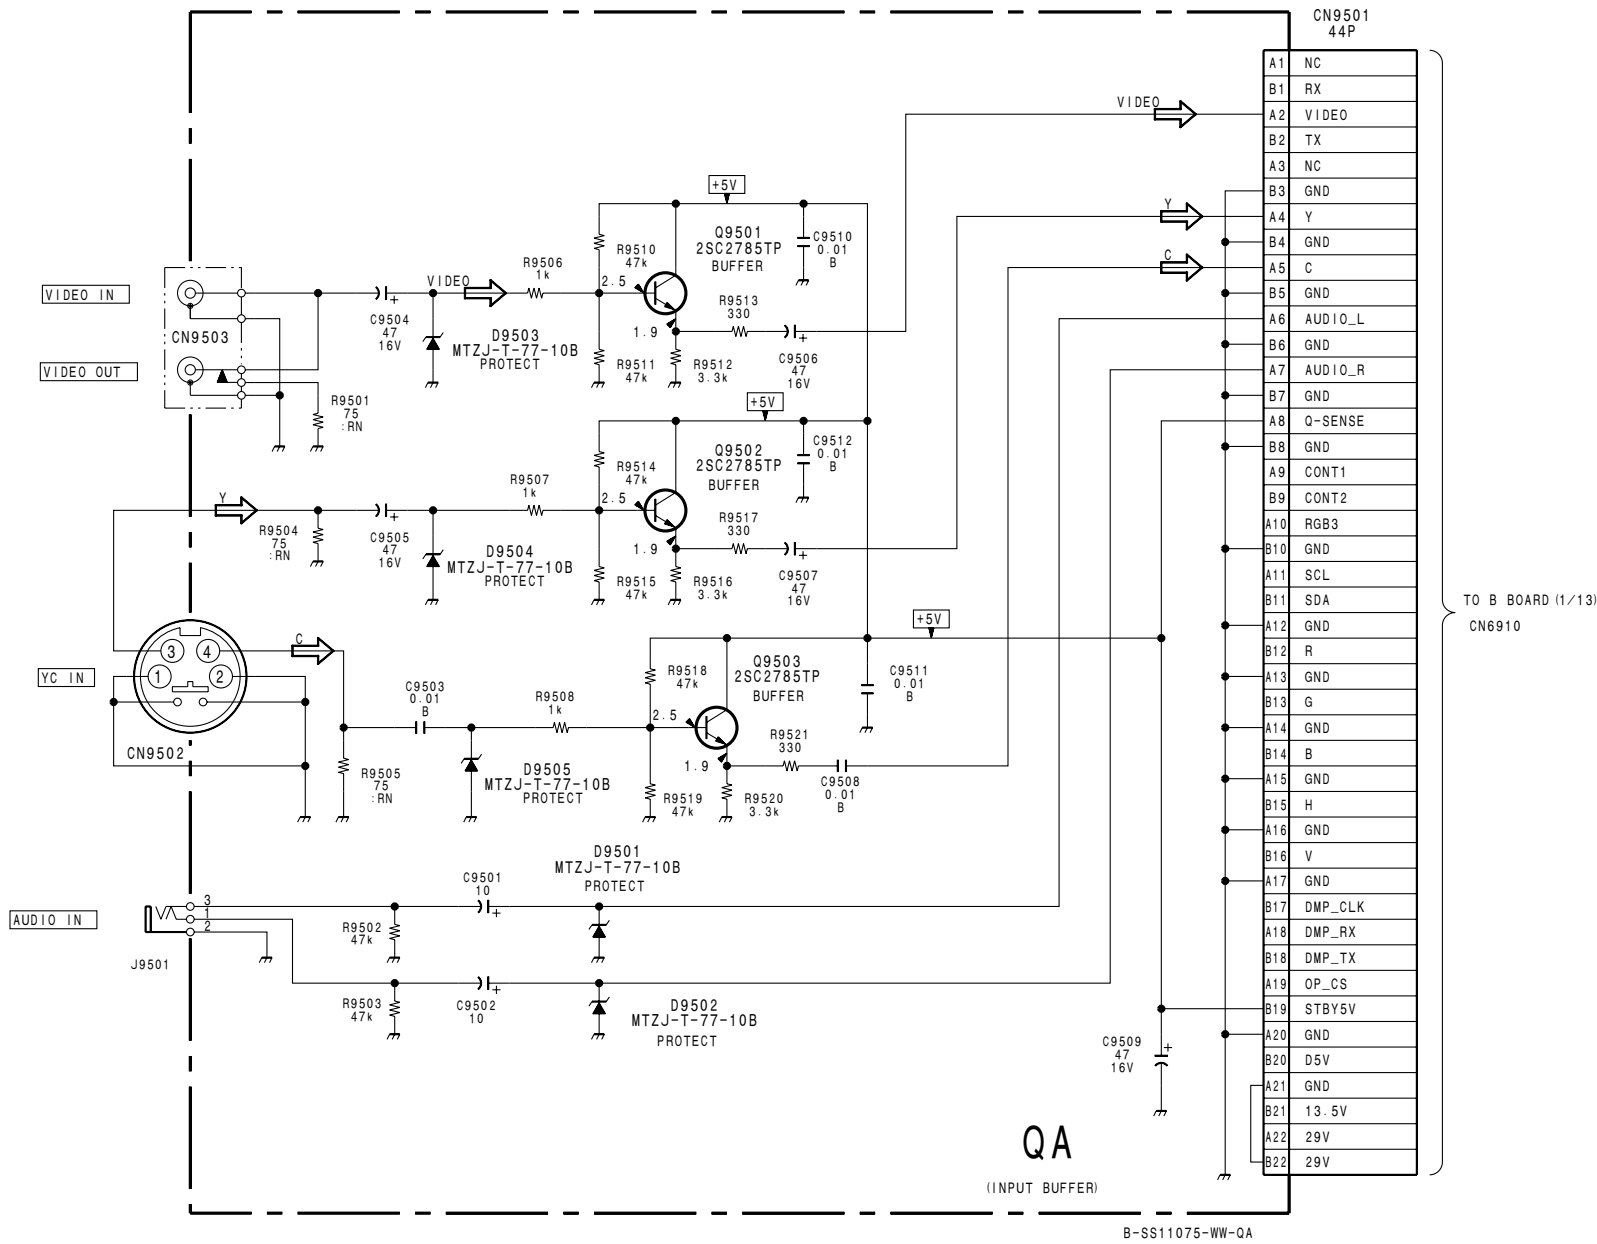 CN9501
44P
A1 NC
B1 RX
A2 VIDEO
B2 TX
A3 NC
B3 GND
A4 Y
B4 GND
A5 C
B5 GND
A6 AUDIO_L
B6 GND
A7 AUDIO_R
B7 GND
A8 Q-SENSE
B8 GND
A9 CONT1
B9 CONT2
A10 RGB3
B10 GND
A11 SCL
B11 SDA
A12 GND
B12 R
A13 GND
B13 G
A14 GND
B14 B
A15 GND
B15 H
A16 GND
B16 V
A17 GND
B17 DMP_CLK
A18 DMP_RX
B18 DMP_TX
A19 OP_CS
B19 STBY5V
A20 GND
B20 D5V
A21 GND
B21 13.5V
A22 29V
B22 29V
TO B BOARD (1/13)
CN6910
VIDEO
Y
C
+5V
Q9501
2SC2785TP
BUFFER
C9510
0.01
B
R9510
47k
R9506
1k
VIDEO
2.5
1.9
VIDEO IN
CN9503
VIDEO OUT
C9504
47
16V
D9503
MTZJ-T-77-10B
PROTECT
R9511
47k
R9512
3.3k
R9513
330
C9506
47
16V
R9501
75
:RN
+5V
Q9502
2SC2785TP
BUFFER
C9512
0.01
B
R9514
47k
R9507
1k
2.5
1.9
Y
R9504
75
:RN
C9505
47
16V
D9504
MTZJ-T-77-10B
PROTECT
R9515
47k
R9516
3.3k
R9517
330
C9507
47
16V
+5V
C
3
4
1
2
YC IN
CN9502
C9503
0.01
B
R9508
1k
R9518
47k
Q9503
2SC2785TP
BUFFER
C9511
0.01
B
2.5
1.9
R9505
75
:RN
D9505
MTZJ-T-77-10B
PROTECT
R9519
47k
R9520
3.3k
R9521
330
C9508
0.01
B
AUDIO IN
3
1
2
J9501
C9501
10
D9501
MTZJ-T-77-10B
PROTECT
R9502
47k
R9503
47k
C9502
10
D9502
MTZJ-T-77-10B
PROTECT
C9509
47
16V
QA
(INPUT BUFFER)
B-SS11075-WW-QA